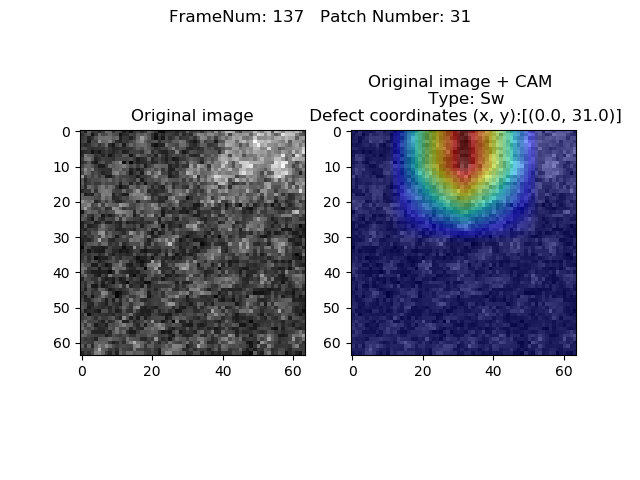 FrameNum: 137   Patch Number: 31
Original image
0
10
20
30
40
50
60
0 20 40 60
Original image + CAM
Type: Sw
Defect coordinates (x, y):[(0.0, 31.0)]
0
10
20
30
40
50
60
0 20 40 60